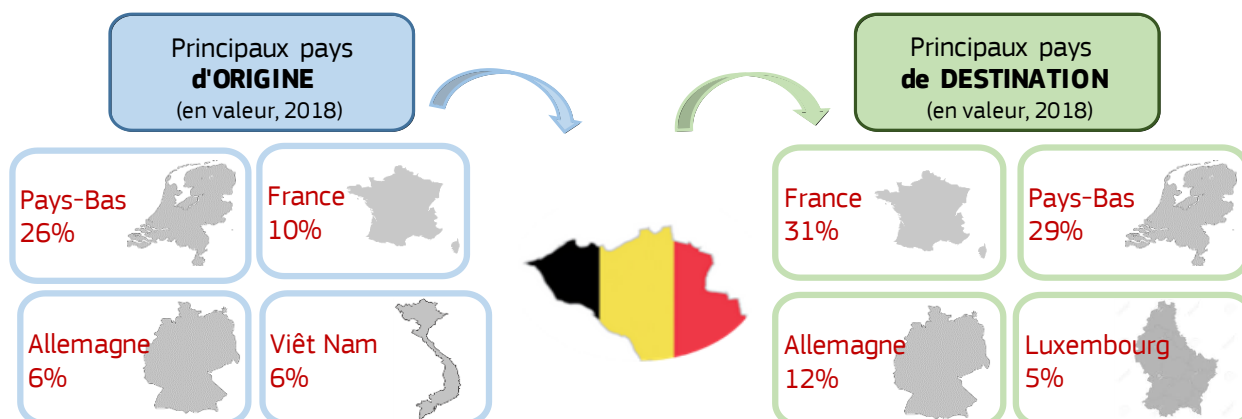 Principaux pays
d'ORIGINE
(en valeur, 2018)
Principaux pays
de DESTINATION
(en valeur, 2018)
Pays-Bas
26%
France
10%
France
31%
Pays-Bas
29%
Allemagne
6%
Viêt Nam
6%
Allemagne
12%
Luxembourg
5%